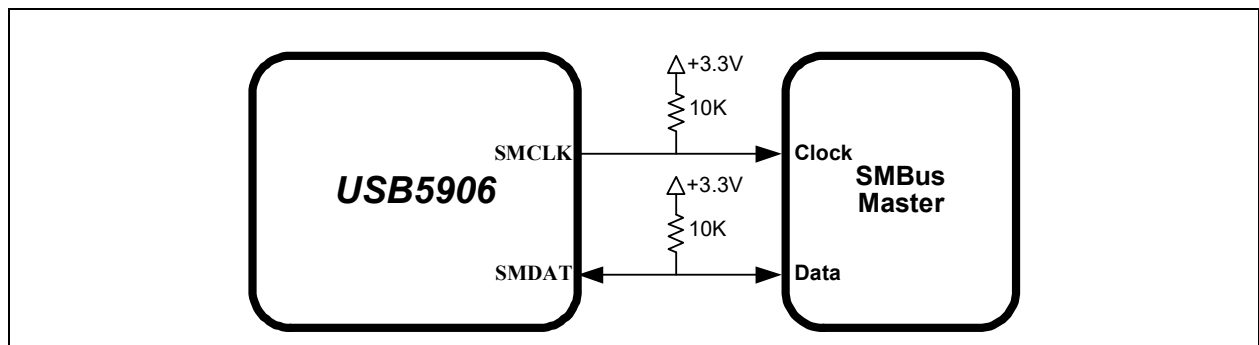 +3.3V
10K
SMCLK
Clock
USB5906
SMBus
Master
+3.3V
10K
SMDAT
Data